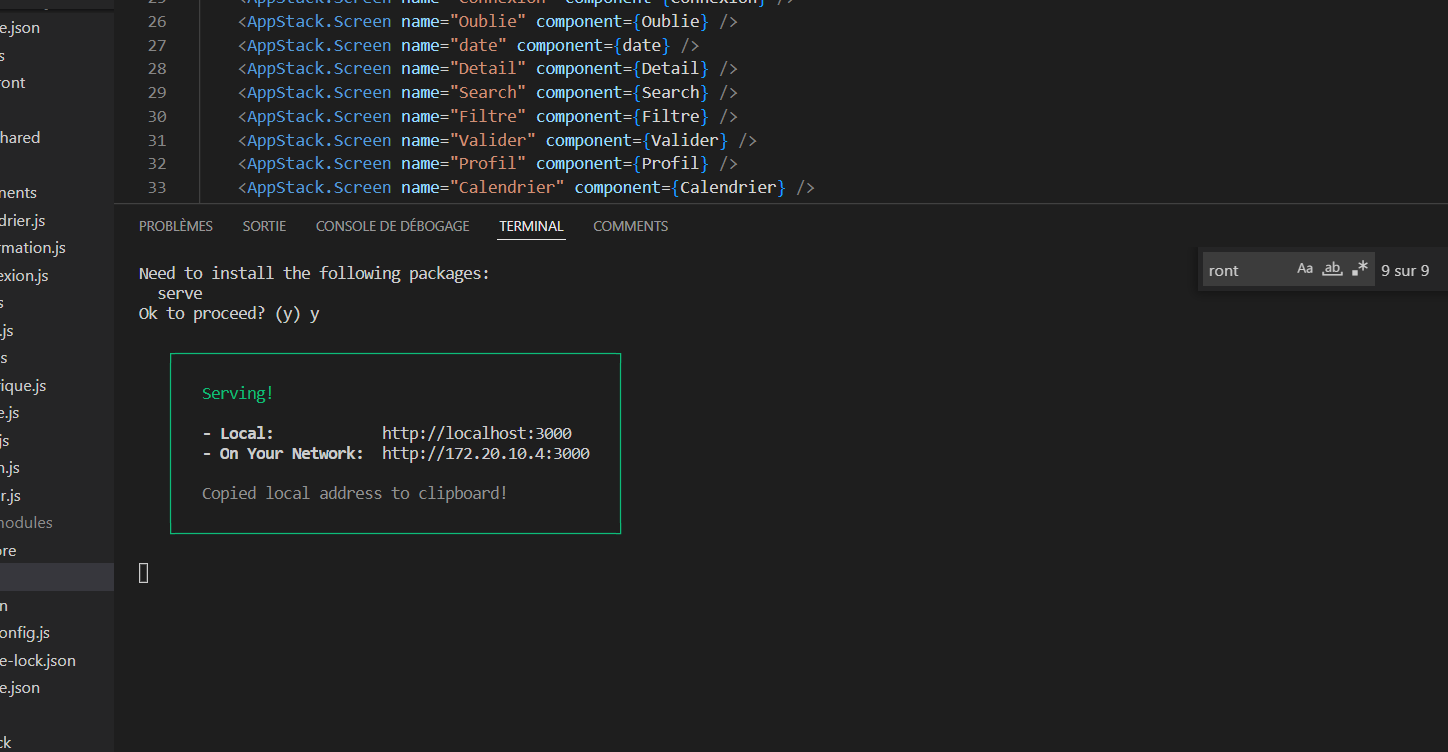 e.json
s
ront
hared
nents
drier.js
rmation.js
exion.js
s
.js
s
rique.js
e.js
js
n.js
r.js
nodules
ore
n
onfig.js
e-lock.json
e.json
ck
26 <AppStack.Screen name="Oublie" component={Oublie} />
27 <AppStack.Screen name="date" component={date} />
28 <AppStack.Screen name="Detail" component={Detail} />
29 <AppStack.Screen name="Search" component={Search} />
30 <AppStack.Screen name="Filtre" component={Filtre} />
31 <AppStack.Screen name="Valider" component={Valider} />
32 <AppStack.Screen name="Profil" component={Profil} />
33 <AppStack.Screen name="Calendrier" component={Calendrier} />
PROBLÈMES SORTIE CONSOLE DE DÉBOGAGE TERMINAL COMMENTS
ront Aa ab .* 9 sur 9
Need to install the following packages:
serve
Ok to proceed? (y) y
Serving!
- Local: http://localhost:3000
- On Your Network: http://172.20.10.4:3000
Copied local address to clipboard!